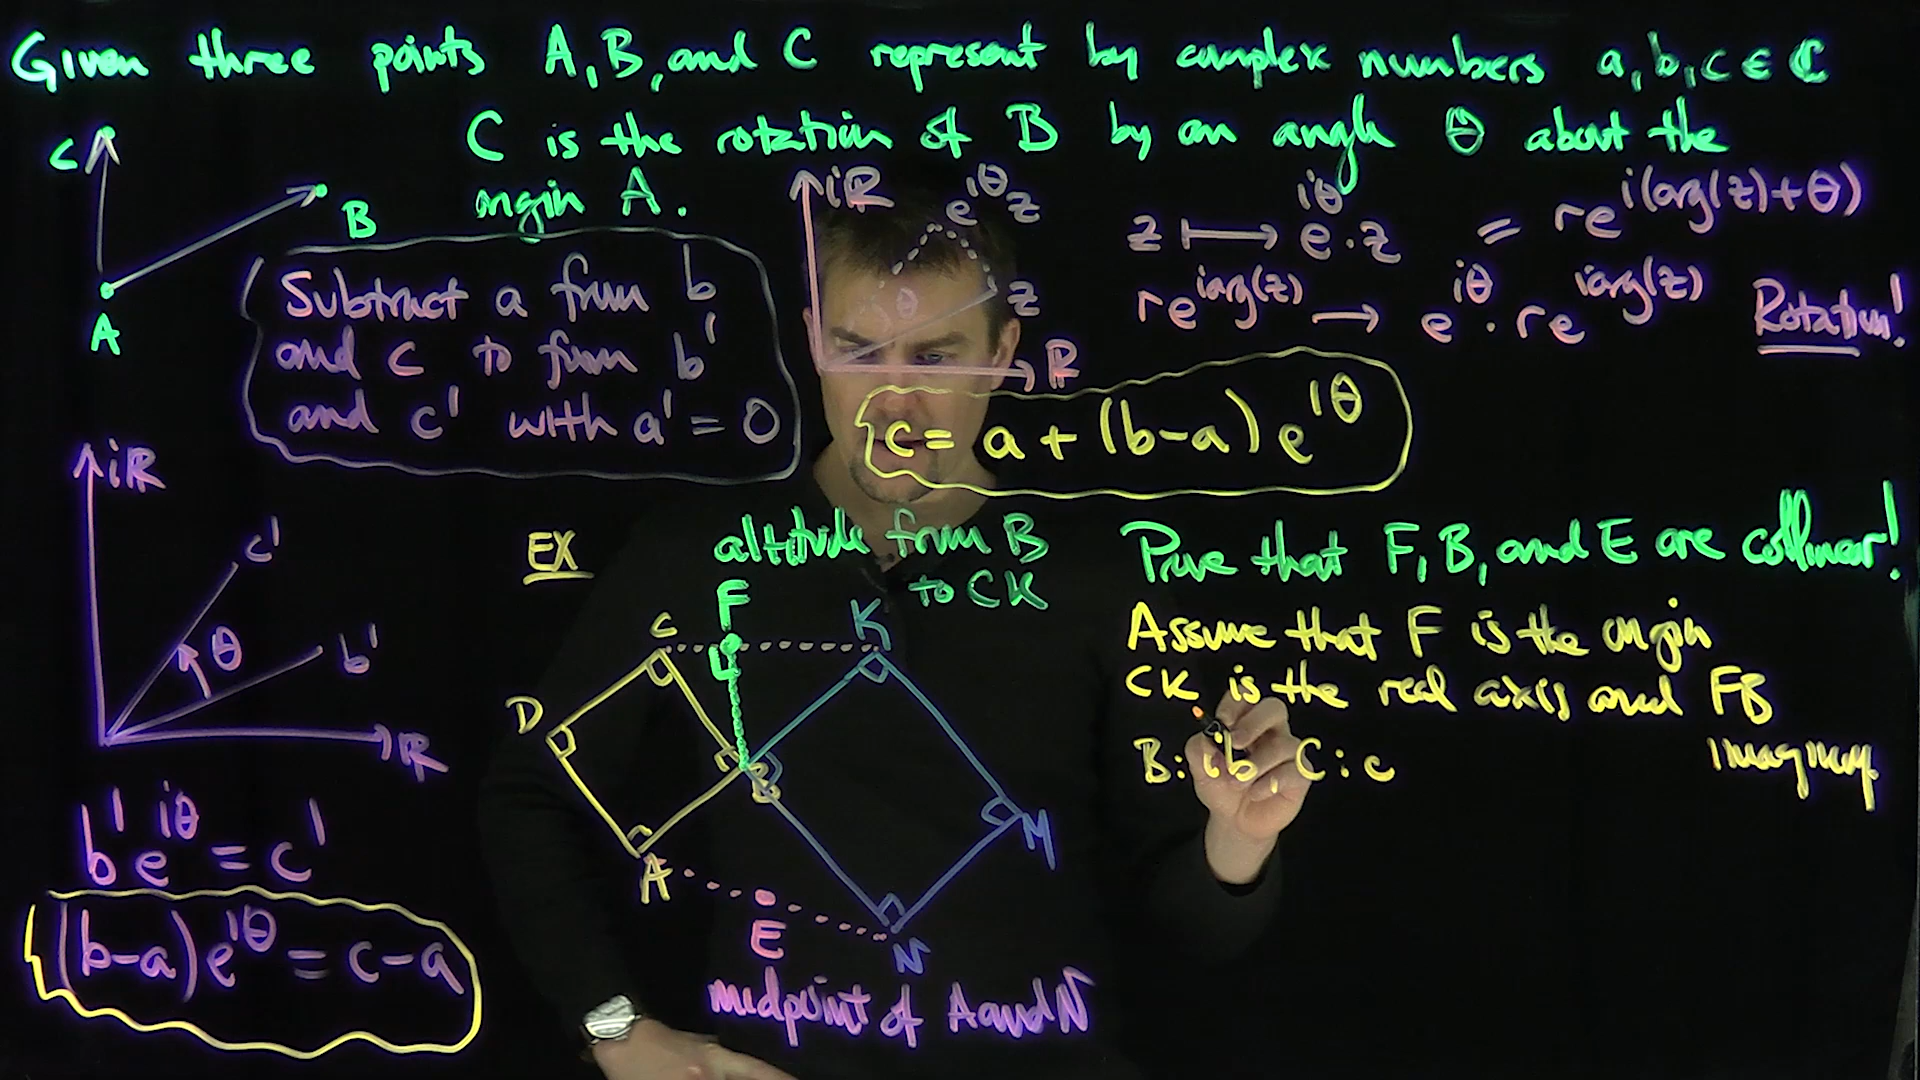 Given three points A, B, and C represent by complex numbers a, b, c ∈ ℂ
C is the rotation of B by an angle θ about the
origin A.
C
B
A
Subtract a from b
and c to form b'
and c' with a' = 0
iR
e^{iθ}z
θ
z
R
z ↦ e^{iθ}·z = re^{i(arg(z)+θ)}
re^{iarg(z)} → e^{iθ}·re^{iarg(z)}
Rotation!
c = a + (b-a)e^{iθ}
iR
c'
θ
b'
R
b'e^{iθ} = c'
(b-a)e^{iθ} = c-a
EX
altitude from B
to CK
F
C
K
D
B
M
A
E
N
midpoint of A and N
Prove that F, B, and E are collinear!
Assume that F is the origin
CK is the real axis and FB
imaginary.
B: ib, C: c